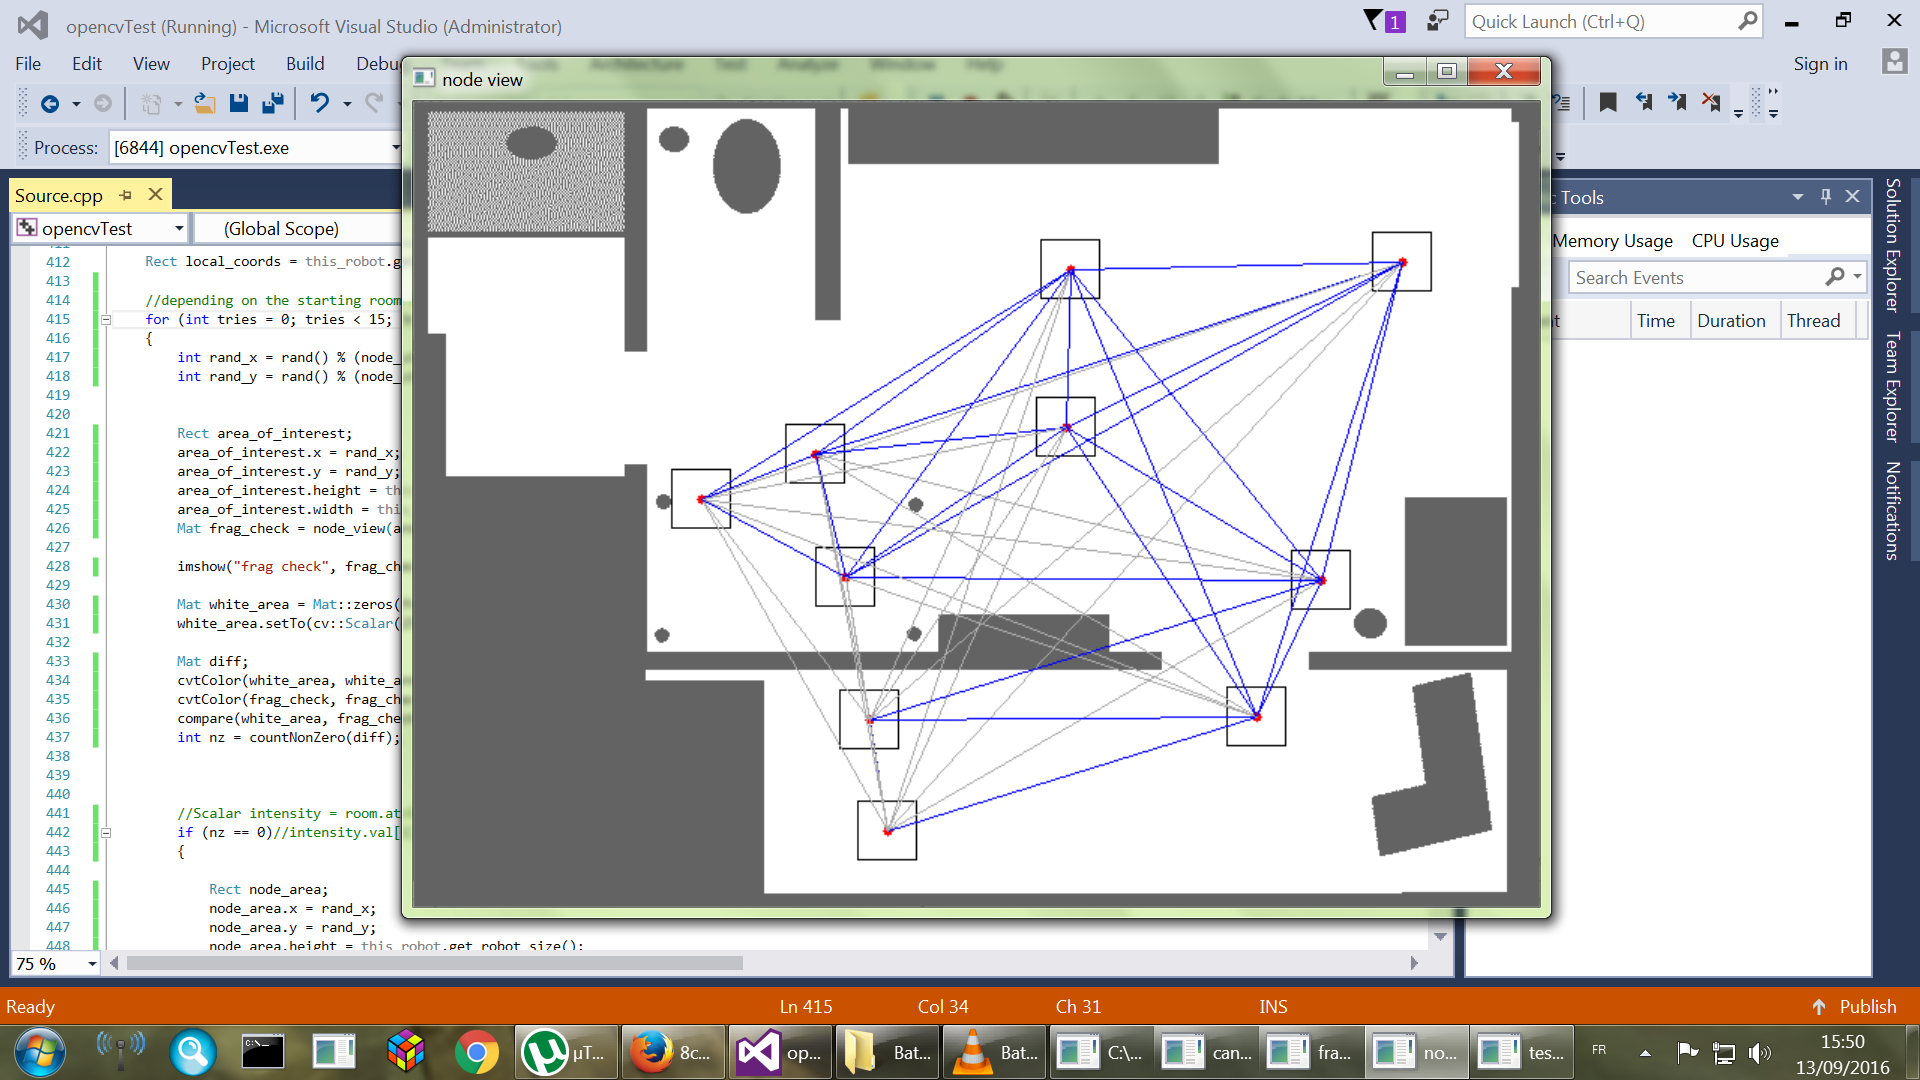 opencvTest (Running) - Microsoft Visual Studio (Administrator)
1
Quick Launch (Ctrl+Q)
File Edit View Project Build Debu
Sign in
node view
Process: [6844] opencvTest.exe
Source.cpp
opencvTest
(Global Scope)
Tools
Memory Usage CPU Usage
Search Events
Time Duration Thread
Solution Explorer
Team Explorer
Notifications
412 Rect local_coords = this_robot.g
413
414 //depending on the starting room
415 for (int tries = 0; tries < 15;
416 {
417 int rand_x = rand() % (node_
418 int rand_y = rand() % (node_
419
420
421 Rect area_of_interest;
422 area_of_interest.x = rand_x;
423 area_of_interest.y = rand_y;
424 area_of_interest.height = th
425 area_of_interest.width = thi
426 Mat frag_check = node_view(a
427
428 imshow("frag check", frag_ch
429
430 Mat white_area = Mat::zeros(
431 white_area.setTo(cv::Scalar(
432
433 Mat diff;
434 cvtColor(white_area, white_a
435 cvtColor(frag_check, frag_ch
436 compare(white_area, frag_che
437 int nz = countNonZero(diff);
438
439
440
441 //Scalar intensity = room.at
442 if (nz == 0)//intensity.val[
443 {
444
445 Rect node_area;
446 node_area.x = rand_x;
447 node_area.y = rand_y;
448 node_area.height = this_robot.get_robot_size();
75 %
Ready
Ln 415
Col 34
Ch 31
INS
Publish
µT...
8c...
op...
Bat...
Bat...
C:\...
can...
fra...
no...
tes...
FR
15:50
13/09/2016